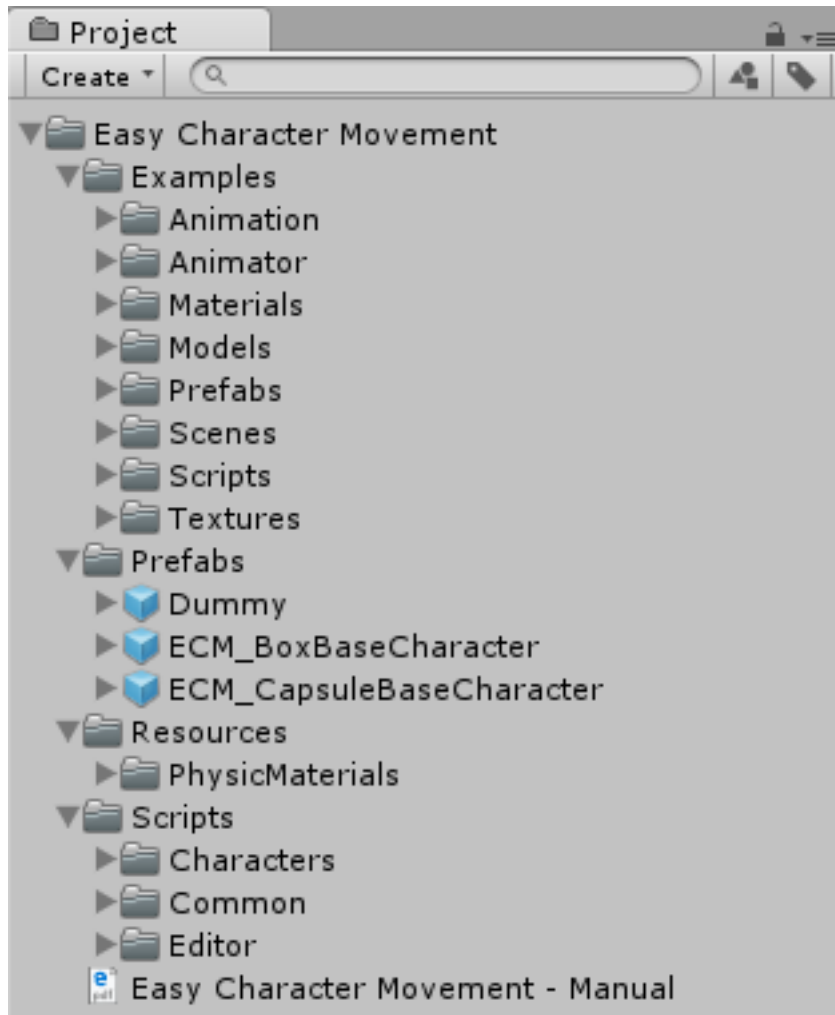 Project
Create
Easy Character Movement
Examples
Animation
Animator
Materials
Models
Prefabs
Scenes
Scripts
Textures
Prefabs
Dummy
ECM_BoxBaseCharacter
ECM_CapsuleBaseCharacter
Resources
PhysicMaterials
Scripts
Characters
Common
Editor
e
pdf
Easy Character Movement - Manual